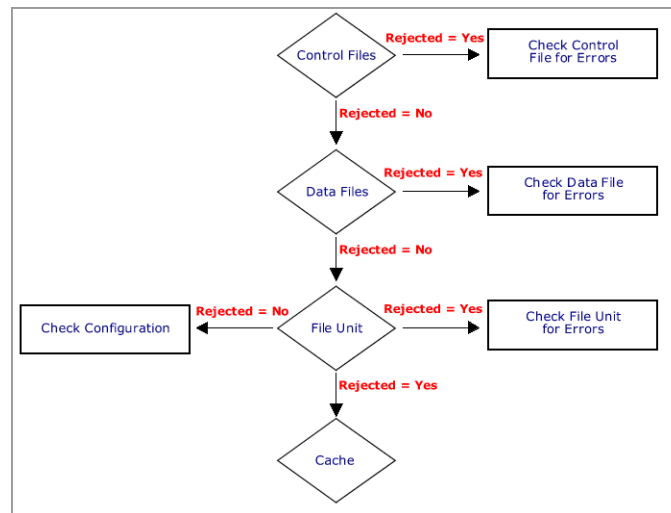 Control Files
Rejected = Yes
Check Control
File for Errors
Rejected = No
Data Files
Rejected = Yes
Check Data File
for Errors
Rejected = No
Check Configuration
Rejected = No
File Unit
Rejected = Yes
Check File Unit
for Errors
Rejected = Yes
Cache